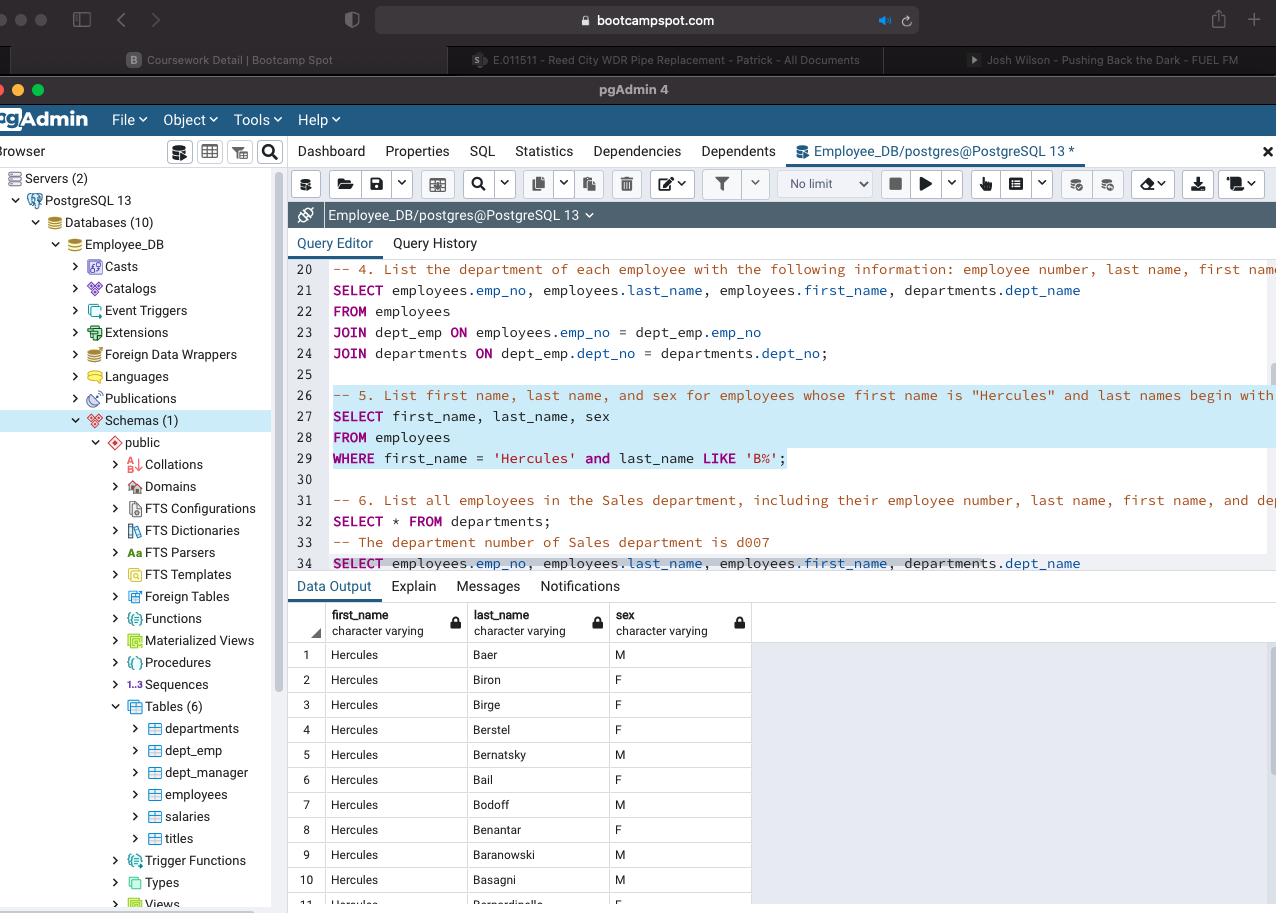 bootcampspot.com
B Coursework Detail | Bootcamp Spot
S E.011511 - Reed City WDR Pipe Replacement - Patrick - All Documents
Josh Wilson - Pushing Back the Dark - FUEL FM
pgAdmin 4
pgAdmin
File Object Tools Help
rowser
Dashboard Properties SQL Statistics Dependencies Dependents Employee_DB/postgres@PostgreSQL 13 *
No limit
Employee_DB/postgres@PostgreSQL 13
Query Editor Query History
Servers (2)
PostgreSQL 13
Databases (10)
Employee_DB
Casts
Catalogs
Event Triggers
Extensions
Foreign Data Wrappers
Languages
Publications
Schemas (1)
public
Collations
Domains
FTS Configurations
FTS Dictionaries
Aa FTS Parsers
FTS Templates
Foreign Tables
Functions
Materialized Views
Procedures
1..3 Sequences
Tables (6)
departments
dept_emp
dept_manager
employees
salaries
titles
Trigger Functions
Types
Views
20 -- 4. List the department of each employee with the following information: employee number, last name, first nam
21 SELECT employees.emp_no, employees.last_name, employees.first_name, departments.dept_name
22 FROM employees
23 JOIN dept_emp ON employees.emp_no = dept_emp.emp_no
24 JOIN departments ON dept_emp.dept_no = departments.dept_no;
25
26 -- 5. List first name, last name, and sex for employees whose first name is "Hercules" and last names begin with
27 SELECT first_name, last_name, sex
28 FROM employees
29 WHERE first_name = 'Hercules' and last_name LIKE 'B%';
30
31 -- 6. List all employees in the Sales department, including their employee number, last name, first name, and de
32 SELECT * FROM departments;
33 -- The department number of Sales department is d007
34 SELECT employees.emp_no, employees.last_name, employees.first_name, departments.dept_name
Data Output Explain Messages Notifications
first_name last_name sex
character varying character varying character varying
1 Hercules Baer M
2 Hercules Biron F
3 Hercules Birge F
4 Hercules Berstel F
5 Hercules Bernatsky M
6 Hercules Bail F
7 Hercules Bodoff M
8 Hercules Benantar F
9 Hercules Baranowski M
10 Hercules Basagni M
11 Hercules Bernardinello F